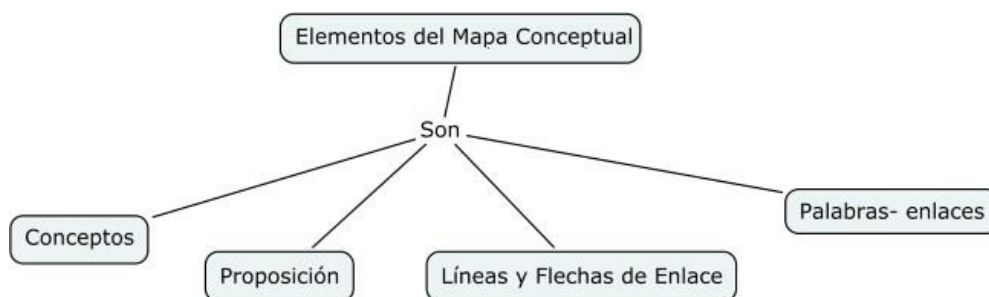 Elementos del Mapa Conceptual
Son
Conceptos
Proposición
Líneas y Flechas de Enlace
Palabras- enlaces